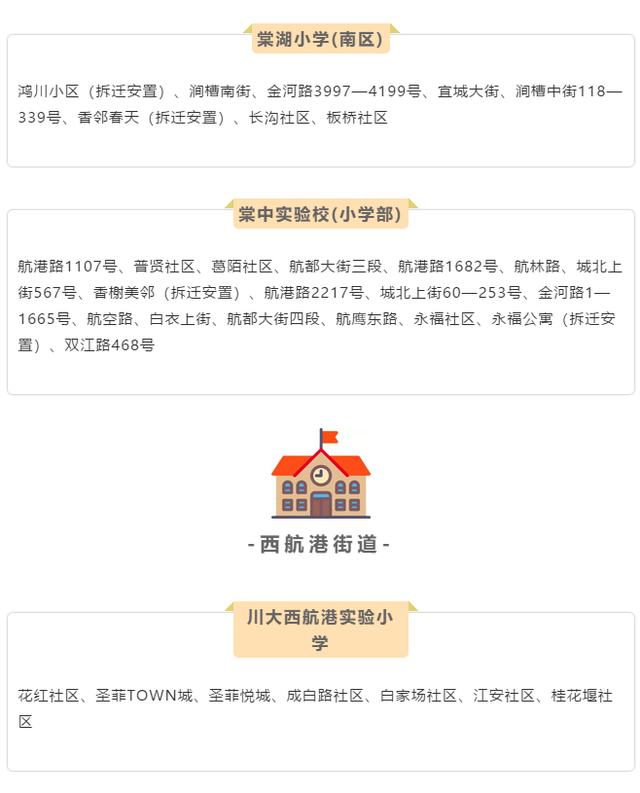 棠湖小学(南区)
鸿川小区（拆迁安置）、涧槽南街、金河路3997—4199号、宜城大街、涧槽中街118—
339号、香邻春天（拆迁安置）、长沟社区、板桥社区
棠中实验校(小学部)
航港路1107号、普贤社区、葛陌社区、航都大街三段、航港路1682号、航林路、城北上
街567号、香榭美邻（拆迁安置）、航港路2217号、城北上街60—253号、金河路1—
1665号、航空路、白衣上街、航都大街四段、航鹰东路、永福社区、永福公寓（拆迁安
置）、双江路468号
-西航港街道-
川大西航港实验小
学
花红社区、圣菲TOWN城、圣菲悦城、成白路社区、白家场社区、江安社区、桂花堰社
区